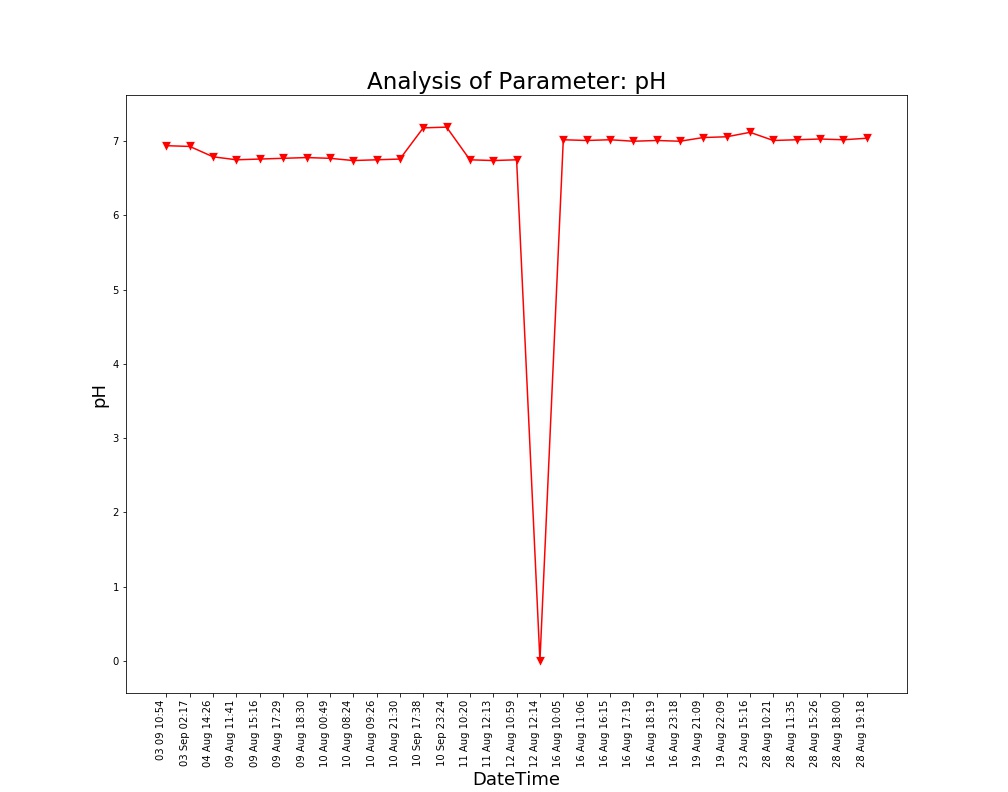 Analysis of Parameter: pH
pH
7
6
5
4
3
2
1
0
03 09 10:54
03 Sep 02:17
04 Aug 14:26
09 Aug 11:41
09 Aug 15:16
09 Aug 17:29
09 Aug 18:30
10 Aug 00:49
10 Aug 08:24
10 Aug 09:26
10 Aug 21:30
10 Sep 17:38
10 Sep 23:24
11 Aug 10:20
11 Aug 12:13
12 Aug 10:59
12 Aug 12:14
16 Aug 10:05
16 Aug 11:06
16 Aug 16:15
16 Aug 17:19
16 Aug 18:19
16 Aug 23:18
19 Aug 21:09
19 Aug 22:09
23 Aug 15:16
28 Aug 10:21
28 Aug 11:35
28 Aug 15:26
28 Aug 18:00
28 Aug 19:18
DateTime